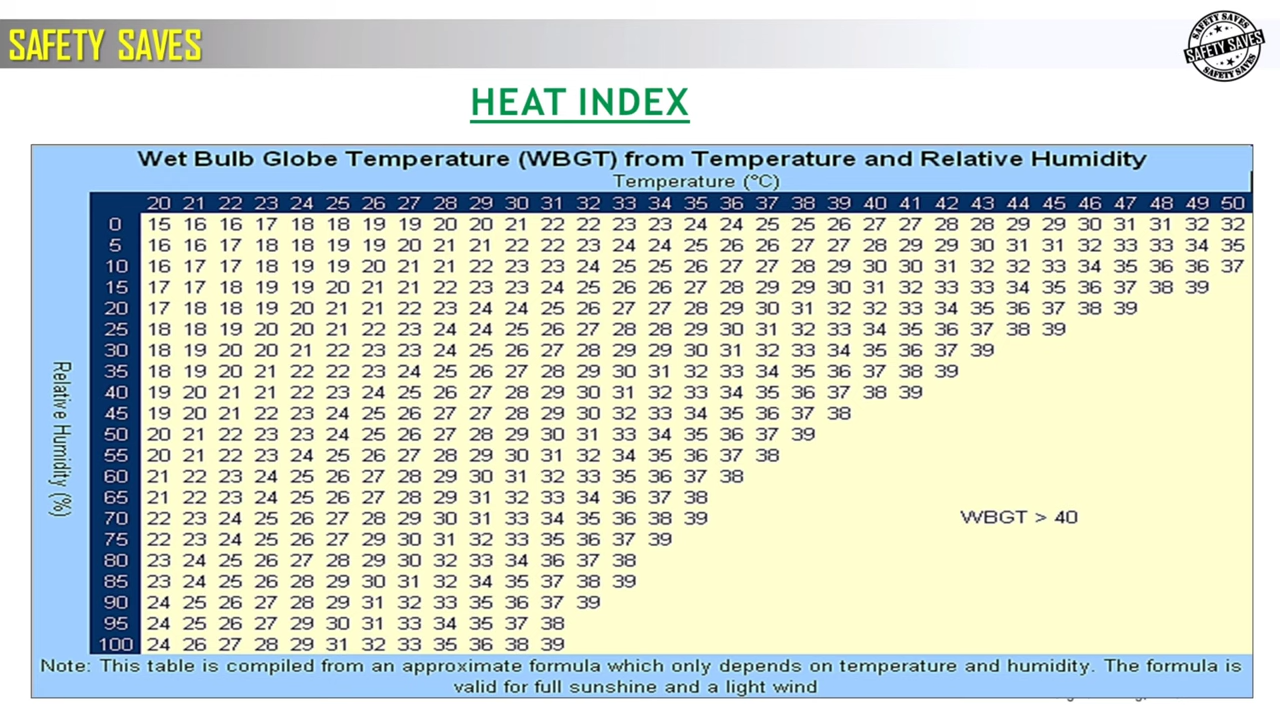 SAFETY SAVES
SAFETY SAVES
SAFETY SAVES
SAFETY SAVES
HEAT INDEX
Wet Bulb Globe Temperature (WBGT) from Temperature and Relative Humidity
Temperature (°C)
20 21 22 23 24 25 26 27 28 29 30 31 32 33 34 35 36 37 38 39 40 41 42 43 44 45 46 47 48 49 50
0 15 16 16 17 18 18 19 19 20 20 21 22 22 23 23 24 24 25 25 26 27 27 28 28 29 29 30 31 31 32 32
5 16 16 17 18 18 19 19 20 21 21 22 22 23 24 24 25 26 26 27 27 28 29 29 30 31 31 32 33 33 34 35
10 16 17 17 18 19 19 20 21 21 22 23 23 24 25 25 26 27 27 28 29 30 30 31 32 32 33 34 35 36 36 37
15 17 17 18 19 19 20 21 21 22 23 23 24 25 26 26 27 28 29 29 30 31 32 33 33 34 35 36 37 38 39
20 17 18 18 19 20 21 21 22 23 24 24 25 26 27 27 28 29 30 31 32 32 33 34 35 36 37 38 39
25 18 18 19 20 20 21 22 23 24 24 25 26 27 28 28 29 30 31 32 33 34 35 36 37 38 39
30 18 19 20 20 21 22 23 23 24 25 26 27 28 29 29 30 31 32 33 34 35 36 37 39
35 18 19 20 21 22 22 23 24 25 26 27 28 29 30 31 32 33 34 35 36 37 38 39
40 19 20 21 21 22 23 24 25 26 27 28 29 30 31 32 33 34 35 36 37 38 39
45 19 20 21 22 23 24 25 26 27 27 28 29 30 32 33 34 35 36 37 38
Relative Humidity (%)
50 20 21 22 23 23 24 25 26 27 28 29 30 31 33 34 35 36 37 39
55 20 21 22 23 24 25 26 27 28 29 30 31 32 34 35 36 37 38
60 21 22 23 24 25 26 27 28 29 30 31 32 33 35 36 37 38
65 21 22 23 24 25 26 27 28 29 31 32 33 34 36 37 38
70 22 23 24 25 26 27 28 29 30 31 33 34 35 36 38 39
WBGT > 40
75 22 23 24 25 26 27 29 30 31 32 33 35 36 37 39
80 23 24 25 26 27 28 29 30 32 33 34 36 37 38
85 23 24 25 26 28 29 30 31 32 34 35 37 38 39
90 24 25 26 27 28 29 31 32 33 35 36 37 39
95 24 25 26 27 29 30 31 33 34 35 37 38
100 24 26 27 28 29 31 32 33 35 36 38 39
Note: This table is compiled from an approximate formula which only depends on temperature and humidity. The formula is
valid for full sunshine and a light wind